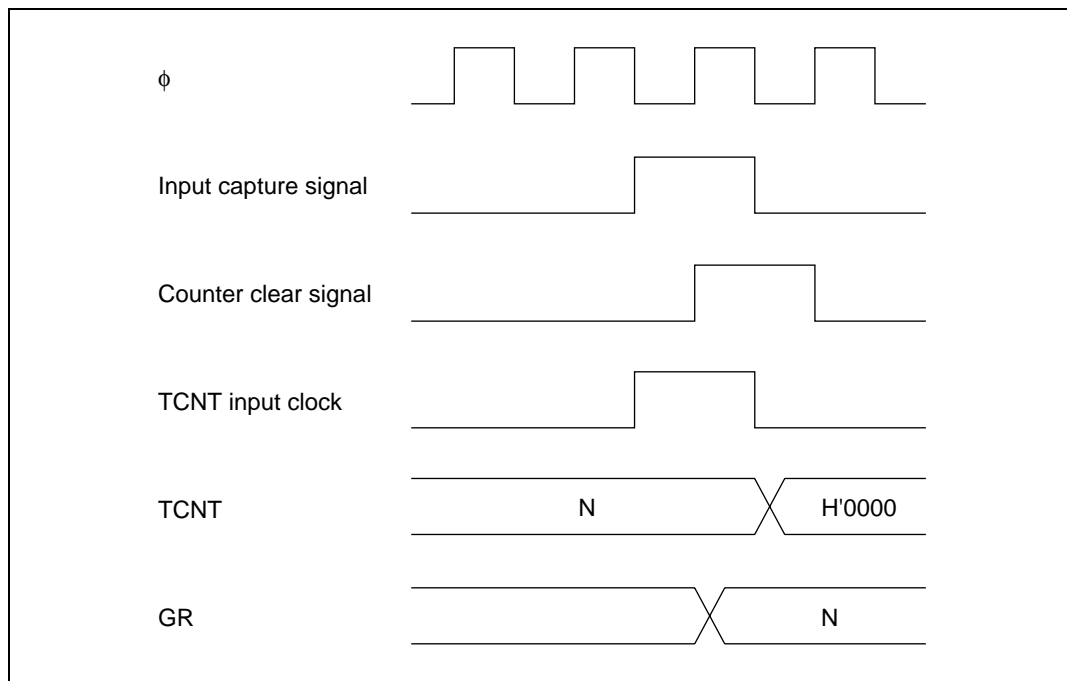 ϕ
Input capture signal
Counter clear signal
TCNT input clock
TCNT
N
H'0000
GR
N